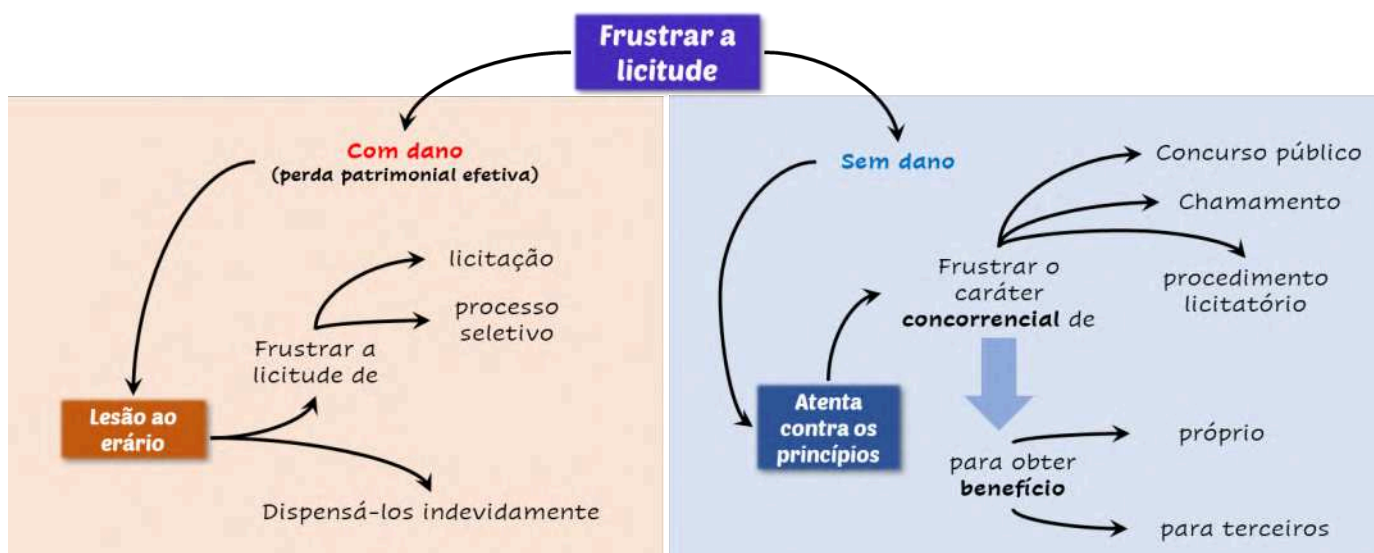 Frustrar a
licitude
Com dano
(perda patrimonial efetiva)
licitação
processo
seletivo
Frustrar a
licitude de
Lesão ao
erário
Dispensá-los indevidamente
Sem dano
Concurso público
Chamamento
procedimento
licitatório
Frustrar o
caráter
concorrencial de
Atenta
contra os
princípios
para obter
benefício
próprio
para terceiros